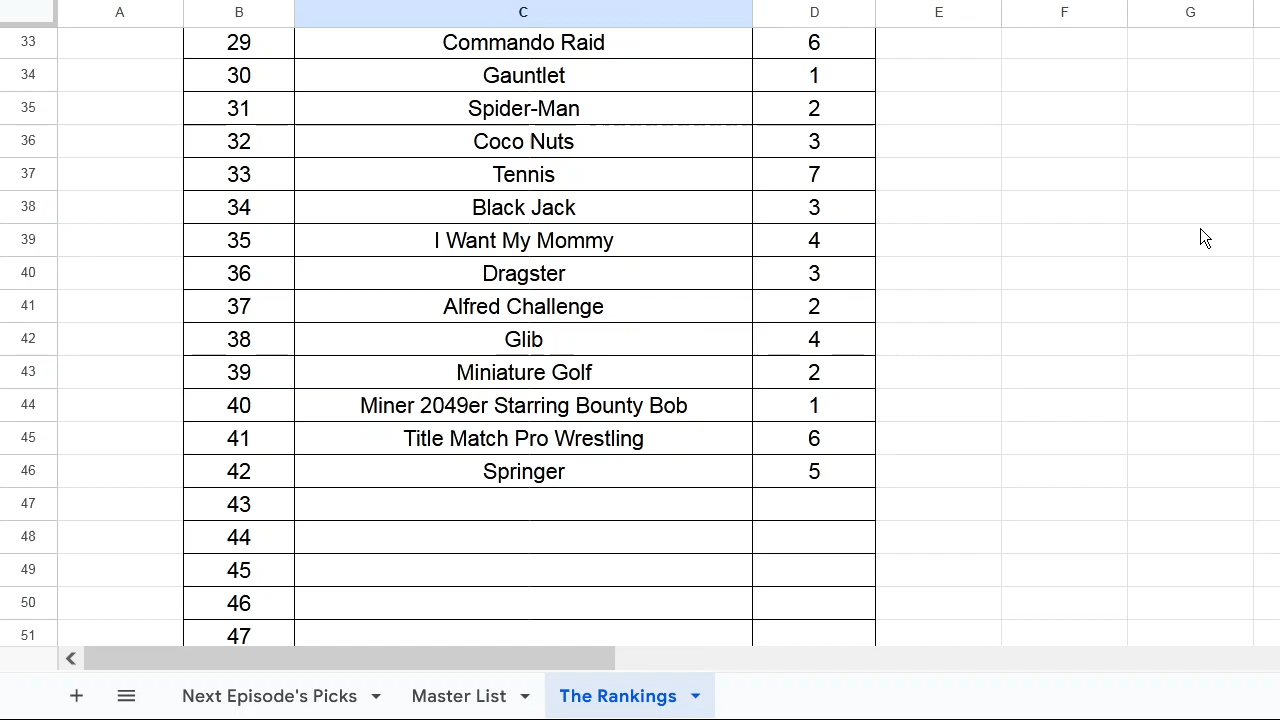 A B C D E F G
33 29 Commando Raid 6
34 30 Gauntlet 1
35 31 Spider-Man 2
36 32 Coco Nuts 3
37 33 Tennis 7
38 34 Black Jack 3
39 35 I Want My Mommy 4
40 36 Dragster 3
41 37 Alfred Challenge 2
42 38 Glib 4
43 39 Miniature Golf 2
44 40 Miner 2049er Starring Bounty Bob 1
45 41 Title Match Pro Wrestling 6
46 42 Springer 5
47 43
48 44
49 45
50 46
51 47
Next Episode's Picks Master List The Rankings